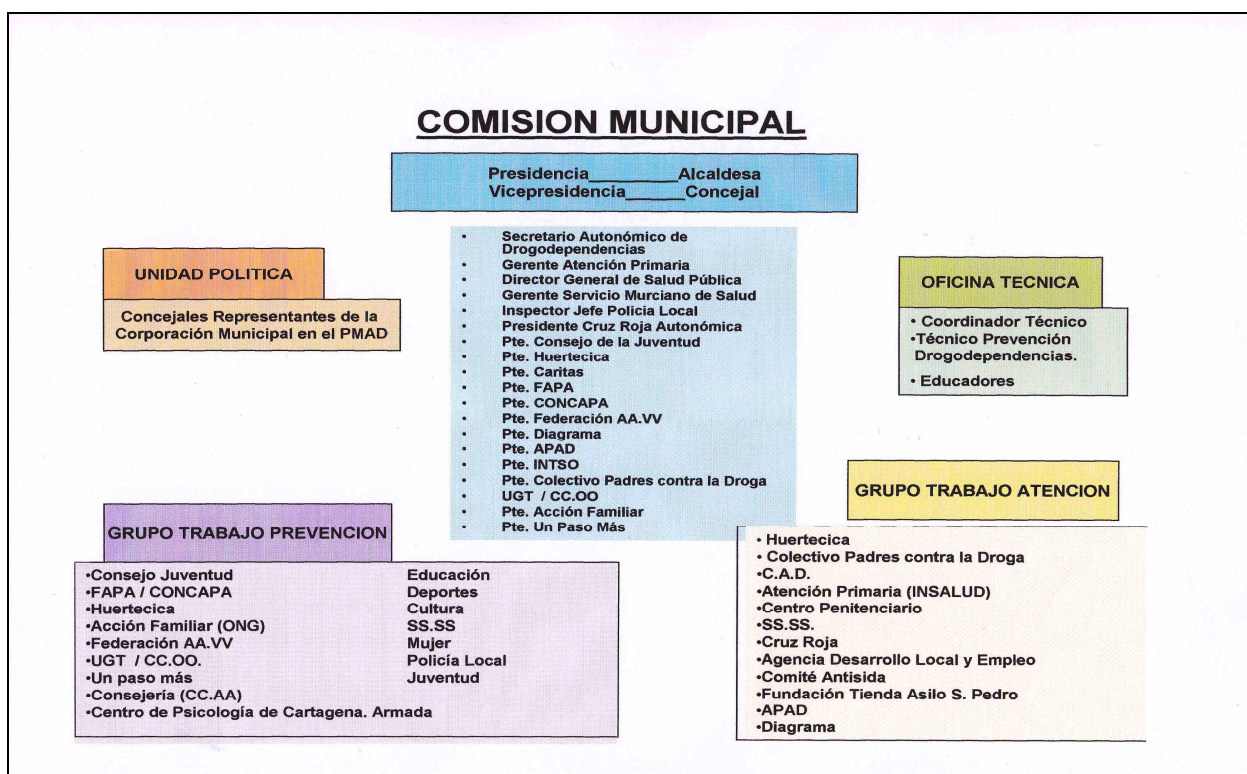 COMISION MUNICIPAL
Presidencia_________Alcaldesa
Vicepresidencia______Concejal
• Secretario Autonómico de
Drogodependencias
• Gerente Atención Primaria
• Director General de Salud Pública
• Gerente Servicio Murciano de Salud
• Inspector Jefe Policia Local
• Presidente Cruz Roja Autonómica
• Pte. Consejo de la Juventud
• Pte. Huertecica
• Pte. Caritas
• Pte. FAPA
• Pte. CONCAPA
• Pte. Federación AA.VV
• Pte. Diagrama
• Pte. APAD
• Pte. INTSO
• Pte. Colectivo Padres contra la Droga
• UGT / CC.OO
• Pte. Acción Familiar
• Pte. Un Paso Más
UNIDAD POLITICA
Concejales Representantes de la
Corporación Municipal en el PMAD
OFICINA TECNICA
• Coordinador Técnico
•Técnico Prevención
Drogodependencias.
• Educadores
GRUPO TRABAJO PREVENCION
•Consejo Juventud
•FAPA / CONCAPA
•Huertecica
•Acción Familiar (ONG)
•Federación AA.VV
•UGT / CC.OO.
•Un paso más
•Consejería (CC.AA)
•Centro de Psicología de Cartagena. Armada
Educación
Deportes
Cultura
SS.SS
Mujer
Policía Local
Juventud
GRUPO TRABAJO ATENCION
• Huertecica
• Colectivo Padres contra la Droga
•C.A.D.
•Atención Primaria (INSALUD)
•Centro Penitenciario
•SS.SS.
•Cruz Roja
•Agencia Desarrollo Local y Empleo
•Comité Antisida
•Fundación Tienda Asilo S. Pedro
•APAD
•Diagrama